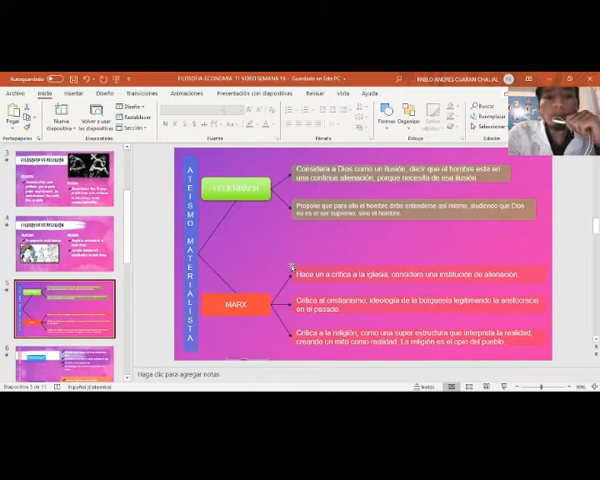 Autoguardado
FILOSOFIA-ECONOMIA 11 VIDEO SEMANA 19 - Guardado en Este PC
PABLO ANDRES CUARAN CHALIAL
Archivo Inicio Insertar Diseño Transiciones Animaciones Presentación con diapositivas Revisar Vista Ayuda
Pegar
Nueva diapositiva
Volver a usar diapositivas
Diseño
Restablecer
Sección
Buscar
Reemplazar
Seleccionar
Fuente
Párrafo
Dibujo
3
4
5
6
ATEISMO MATERIALISTA
FEUERBACH
Considera a Dios como un ilusión, decir que el hombre este en
una continua alienación, porque necesita de esa ilusión
Propone que para ello el hombre debe entenderse así mismo, aludiendo que Dios
no es el ser supremo, sino el hombre.
MARX
Hace un a critica a la iglesia, considera una institución de alienación.
Critica al cristianismo, ideología de la burguesía legitimando la aristocracia
en el pasado.
Critica a la religión, como una super estructura que interpreta la realidad,
creando un mito como realidad. La religión es el opio del pueblo.
Haga clic para agregar notas
Diapositiva 5 de 11
Español (Colombia)
Notas